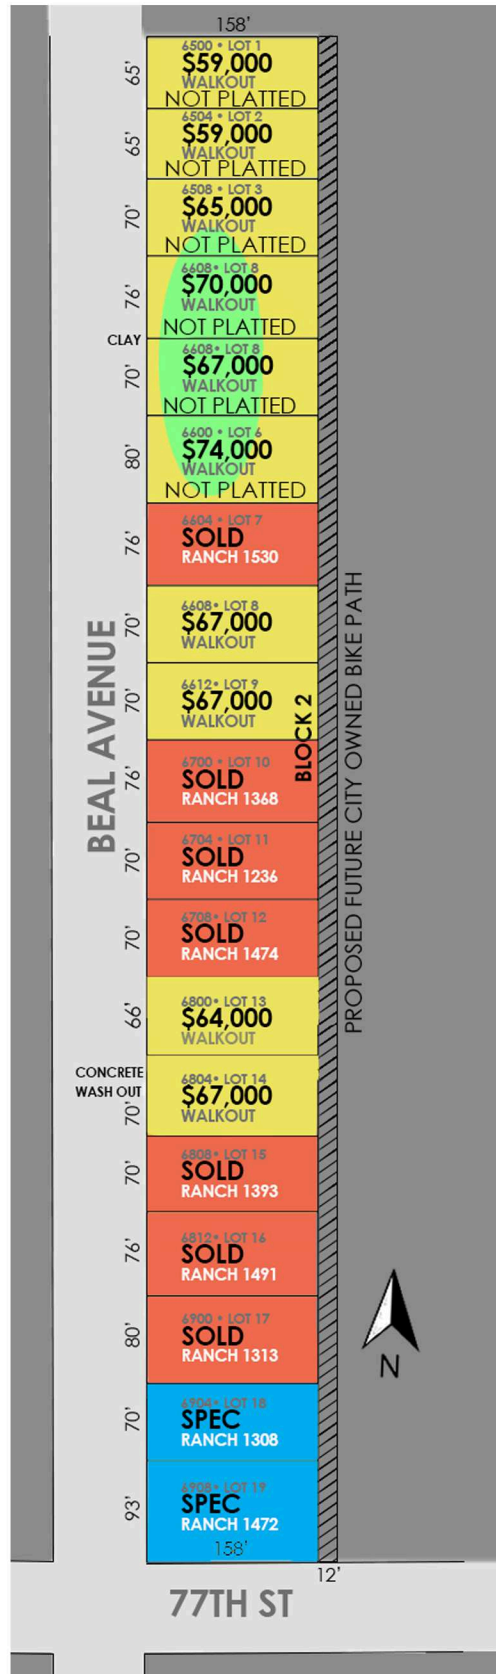 158'
65'
6500 • LOT 1
$59,000
WALKOUT
NOT PLATTED
65'
6504 • LOT 2
$59,000
WALKOUT
NOT PLATTED
70'
6508 • LOT 3
$65,000
WALKOUT
NOT PLATTED
76'
6608• LOT 8
$70,000
WALKOUT
NOT PLATTED
CLAY
70'
6608• LOT 8
$67,000
WALKOUT
NOT PLATTED
80'
6600 • LOT 6
$74,000
WALKOUT
NOT PLATTED
76'
6604 • LOT 7
SOLD
RANCH 1530
70'
6608• LOT 8
$67,000
WALKOUT
70'
6612• LOT 9
$67,000
WALKOUT
76'
6700 • LOT 10
SOLD
RANCH 1368
70'
6704 • LOT 11
SOLD
RANCH 1236
70'
6708• LOT 12
SOLD
RANCH 1474
66'
6800• LOT 13
$64,000
WALKOUT
CONCRETE
WASH OUT
70'
6804• LOT 14
$67,000
WALKOUT
70'
6808• LOT 15
SOLD
RANCH 1393
76'
6812• LOT 16
SOLD
RANCH 1491
80'
6900 • LOT 17
SOLD
RANCH 1313
70'
6904• LOT 18
SPEC
RANCH 1308
93'
6908• LOT 19
SPEC
RANCH 1472
158'
12'
BEAL AVENUE
BLOCK 2
PROPOSED FUTURE CITY OWNED BIKE PATH
N
77TH ST